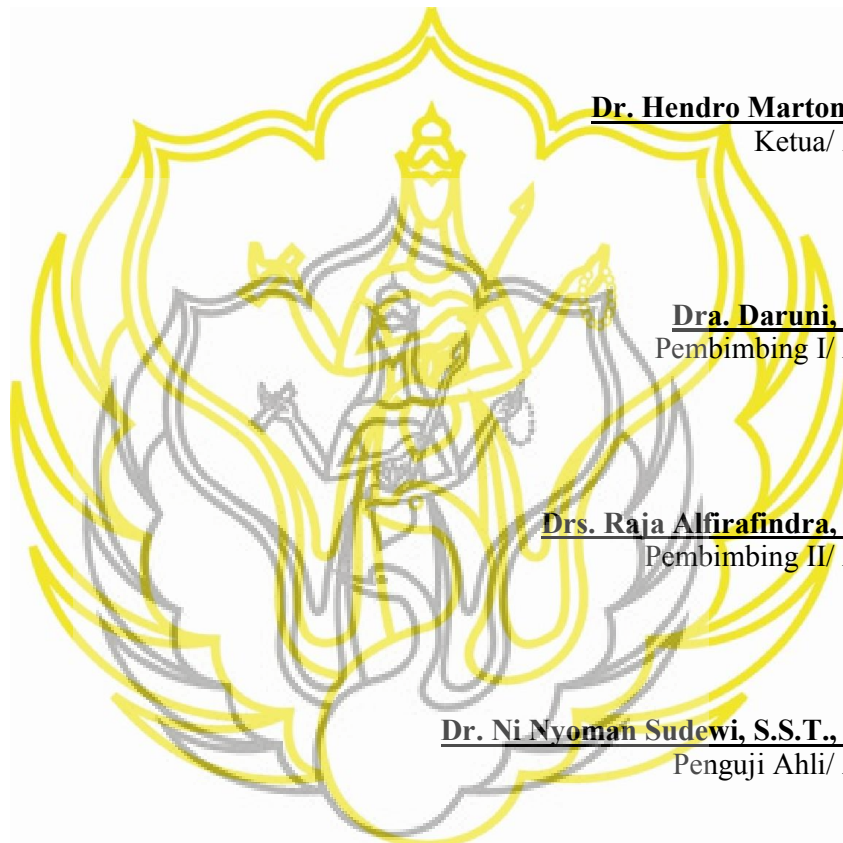 Dr. Hendro Marton
Ketua/
Dra. Daruni,
Pembimbing I/
Drs. Raja Alfirafindra,
Pembimbing II/
Dr. Ni Nyoman Sudewi, S.S.T.,
Penguji Ahli/